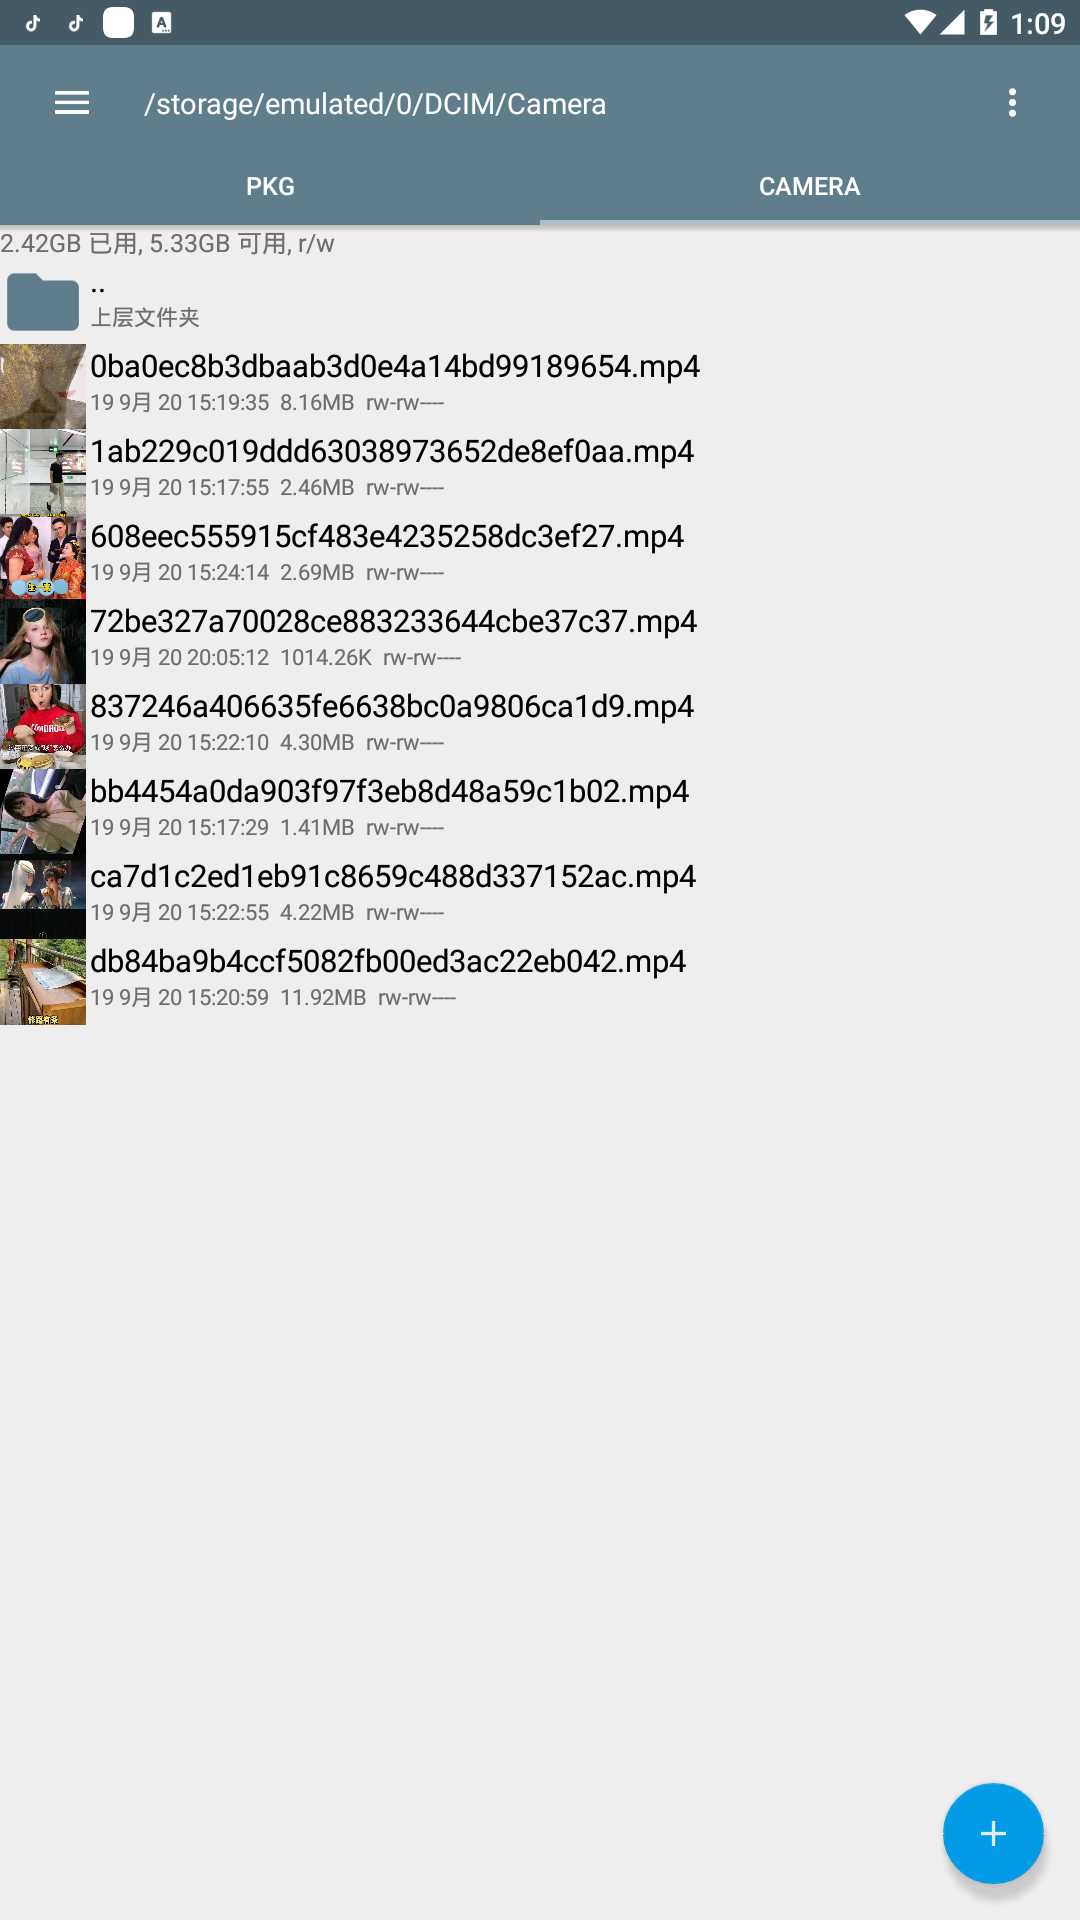 1:09
/storage/emulated/0/DCIM/Camera
PKG
CAMERA
2.42GB 已用, 5.33GB 可用, r/w
..
上层文件夹
0ba0ec8b3dbaab3d0e4a14bd99189654.mp4
19 9月 20 15:19:35 8.16MB rw-rw----
1ab229c019ddd63038973652de8ef0aa.mp4
19 9月 20 15:17:55 2.46MB rw-rw----
608eec555915cf483e4235258dc3ef27.mp4
19 9月 20 15:24:14 2.69MB rw-rw----
72be327a70028ce883233644cbe37c37.mp4
19 9月 20 20:05:12 1014.26K rw-rw----
837246a406635fe6638bc0a9806ca1d9.mp4
19 9月 20 15:22:10 4.30MB rw-rw----
bb4454a0da903f97f3eb8d48a59c1b02.mp4
19 9月 20 15:17:29 1.41MB rw-rw----
ca7d1c2ed1eb91c8659c488d337152ac.mp4
19 9月 20 15:22:55 4.22MB rw-rw----
db84ba9b4ccf5082fb00ed3ac22eb042.mp4
19 9月 20 15:20:59 11.92MB rw-rw----